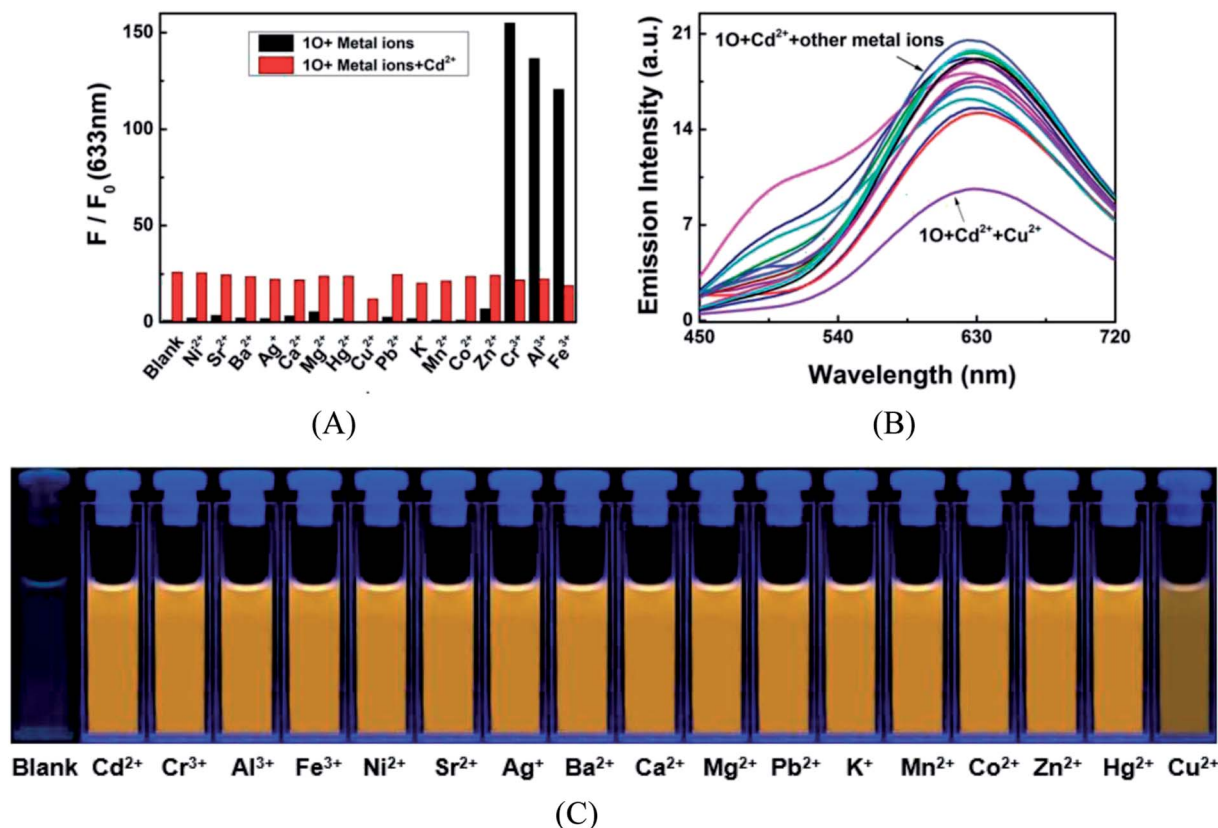 150
100
50
0
F / F₀ (633nm)
1O+ Metal ions
1O+ Metal ions+Cd²⁺
Blank
Ni²⁺
Sr²⁺
Ba²⁺
Ag⁺
Ca²⁺
Mg²⁺
Hg²⁺
Cu²⁺
Pb²⁺
K⁺
Mn²⁺
Co²⁺
Zn²⁺
Cr³⁺
Al³⁺
Fe³⁺
(A)
21
14
7
0
Emission Intensity (a.u.)
1O+Cd²⁺+other metal ions
1O+Cd²⁺+Cu²⁺
450 540 630 720
Wavelength (nm)
(B)
Blank Cd²⁺ Cr³⁺ Al³⁺ Fe³⁺ Ni²⁺ Sr²⁺ Ag⁺ Ba²⁺ Ca²⁺ Mg²⁺ Pb²⁺ K⁺ Mn²⁺ Co²⁺ Zn²⁺ Hg²⁺ Cu²⁺
(C)